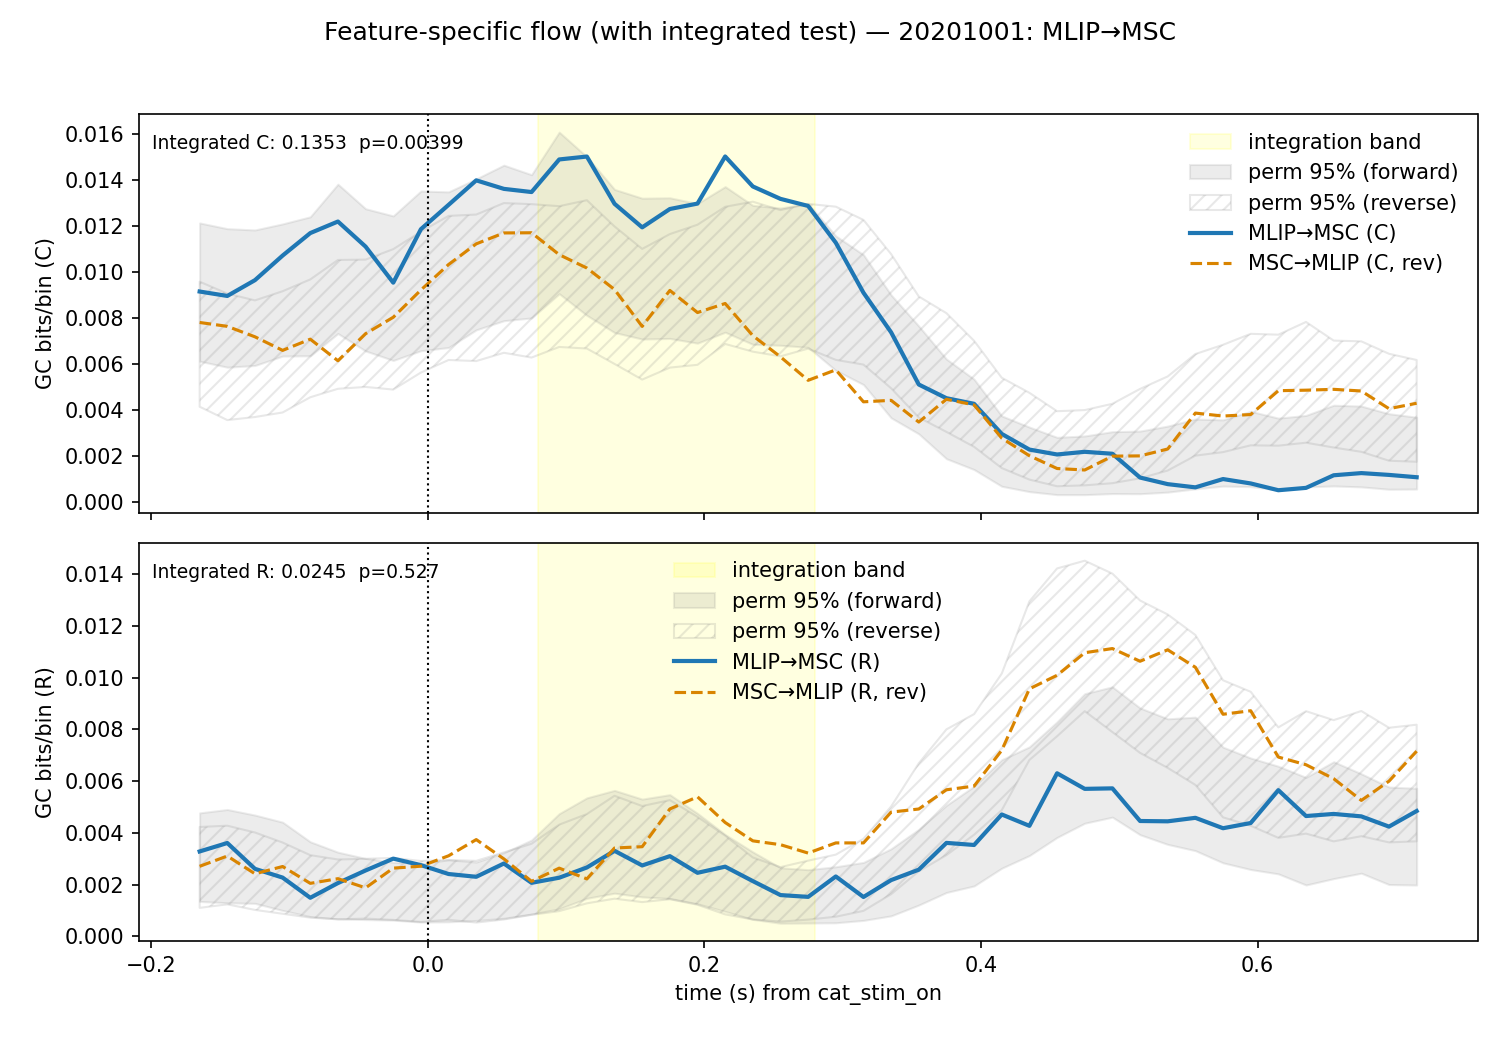 Feature-specific flow (with integrated test) — 20201001: MLIP→MSC
Integrated C: 0.1353  p=0.00399
integration band
perm 95% (forward)
perm 95% (reverse)
MLIP→MSC (C)
MSC→MLIP (C, rev)
GC bits/bin (C)
0.016
0.014
0.012
0.010
0.008
0.006
0.004
0.002
0.000
Integrated R: 0.0245  p=0.527
integration band
perm 95% (forward)
perm 95% (reverse)
MLIP→MSC (R)
MSC→MLIP (R, rev)
GC bits/bin (R)
0.014
0.012
0.010
0.008
0.006
0.004
0.002
0.000
−0.2 0.0 0.2 0.4 0.6
time (s) from cat_stim_on